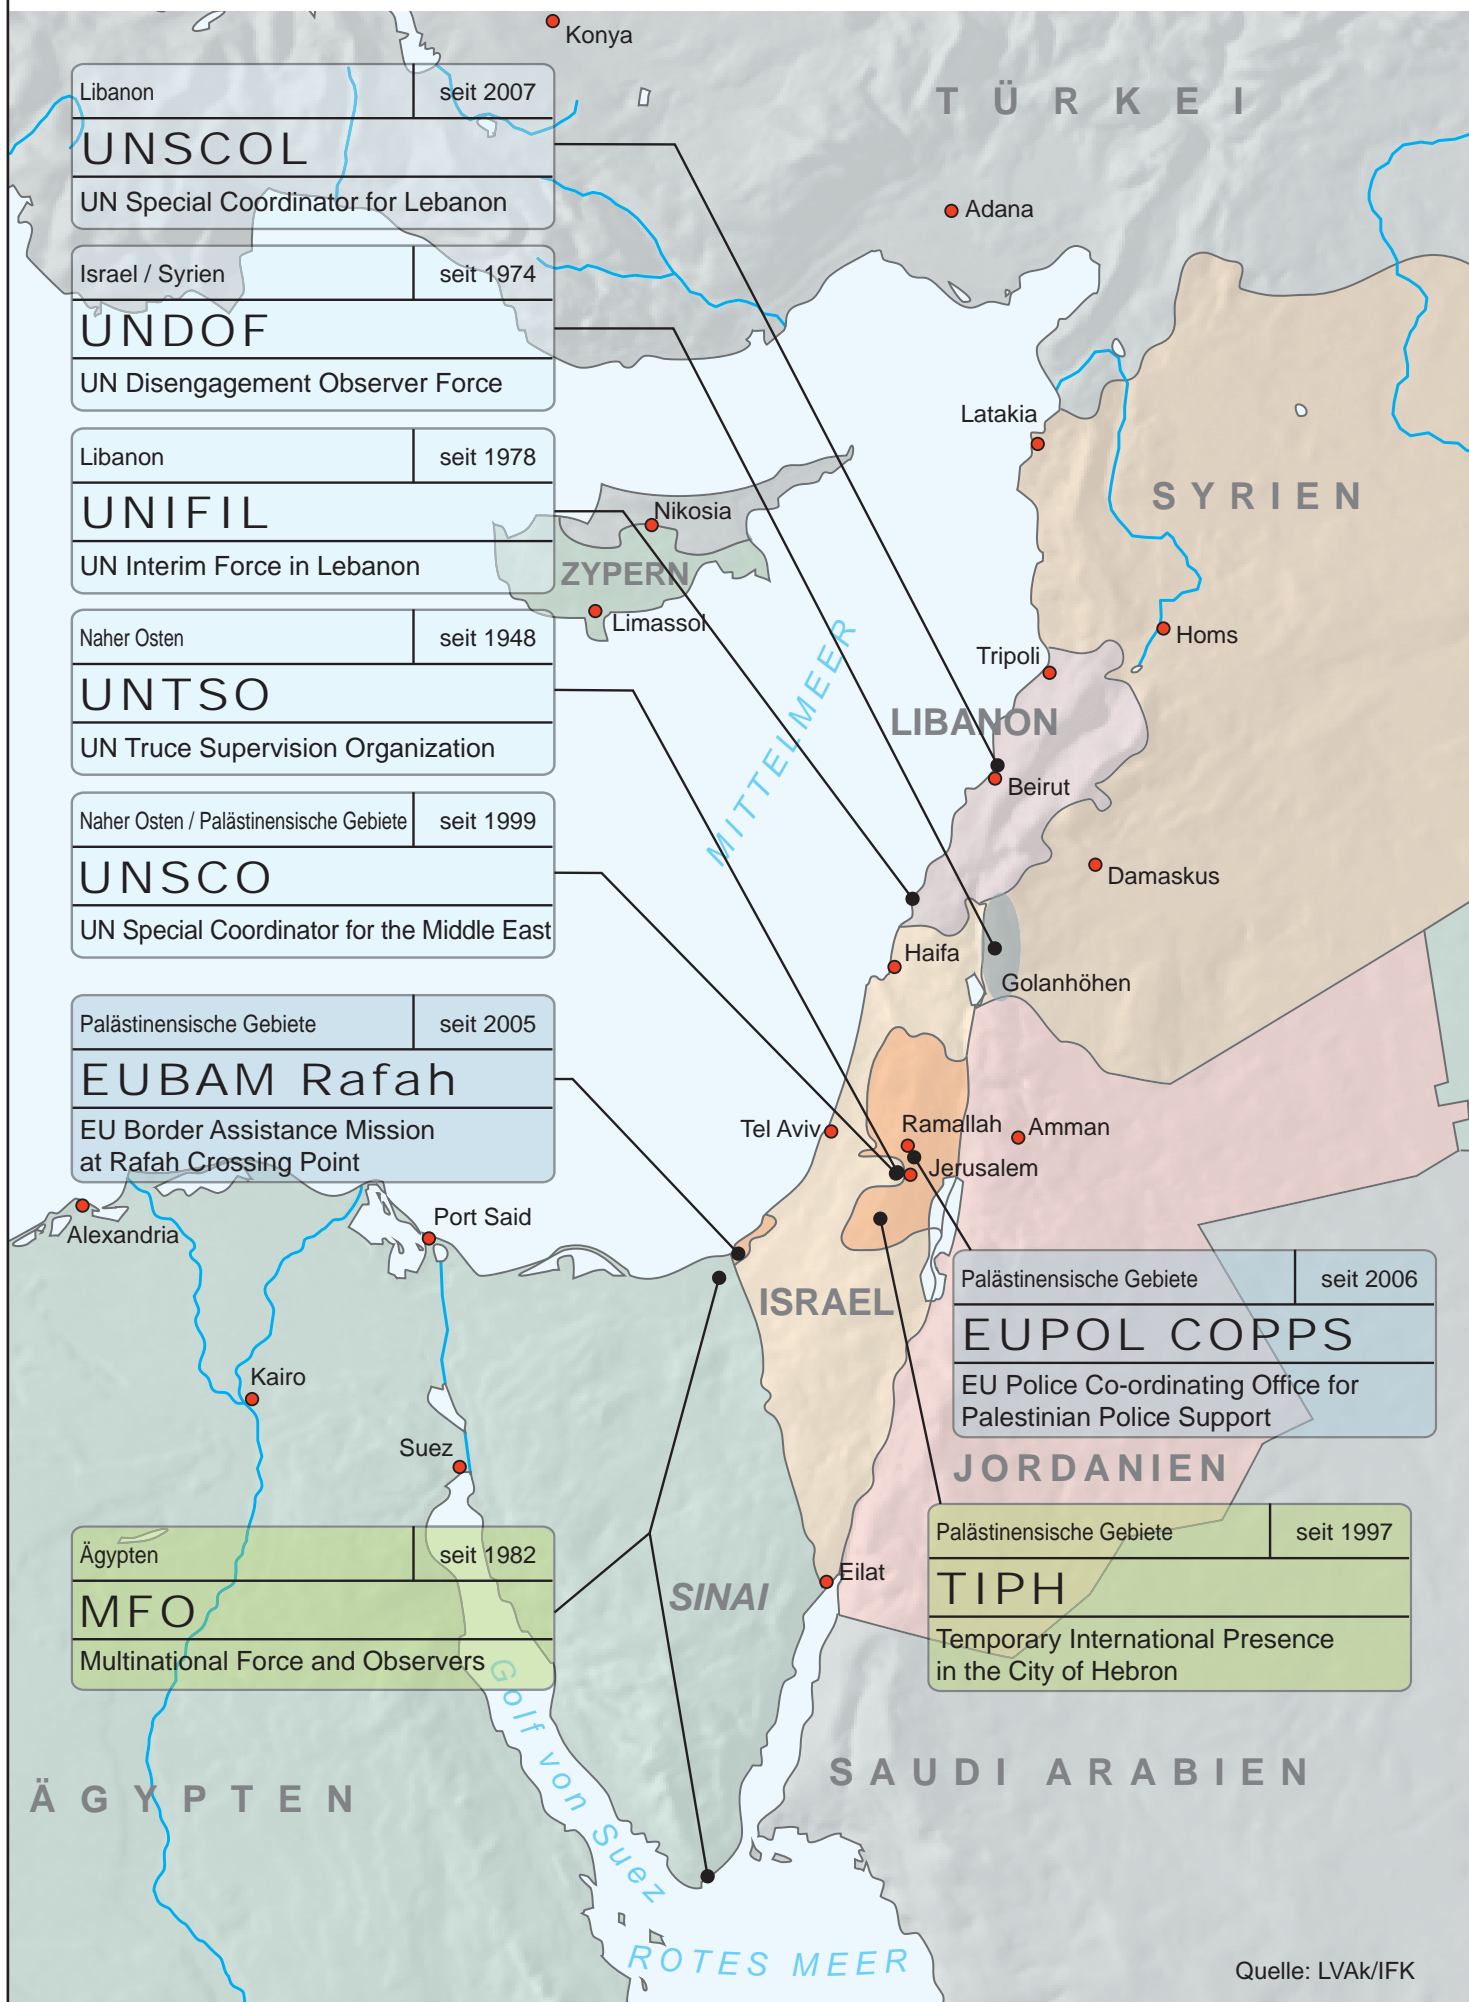 Konya
TÜRKEI
Libanon
seit 2007
UNSCOL
UN Special Coordinator for Lebanon
Adana
Israel / Syrien
seit 1974
UNDOF
UN Disengagement Observer Force
Latakia
SYRIEN
Libanon
seit 1978
UNIFIL
UN Interim Force in Lebanon
Nikosia
ZYPERN
Limassol
Homs
Tripoli
MITTELMEER
LIBANON
Beirut
Naher Osten
seit 1948
UNTSO
UN Truce Supervision Organization
Naher Osten / Palästinensische Gebiete
seit 1999
UNSCO
UN Special Coordinator for the Middle East
Damaskus
Haifa
Golanhöhen
Palästinensische Gebiete
seit 2005
EUBAM Rafah
EU Border Assistance Mission
at Rafah Crossing Point
Tel Aviv
Ramallah
Amman
Jerusalem
Alexandria
Port Said
ISRAEL
Palästinensische Gebiete
seit 2006
EUPOL COPPS
EU Police Co-ordinating Office for
Palestinian Police Support
Kairo
Suez
JORDANIEN
Palästinensische Gebiete
seit 1997
TIPH
Temporary International Presence
in the City of Hebron
Ägypten
seit 1982
MFO
Multinational Force and Observers
Eilat
SINAI
Golf von Suez
SAUDI ARABIEN
ÄGYPTEN
ROTES MEER
Quelle: LVAk/IFK